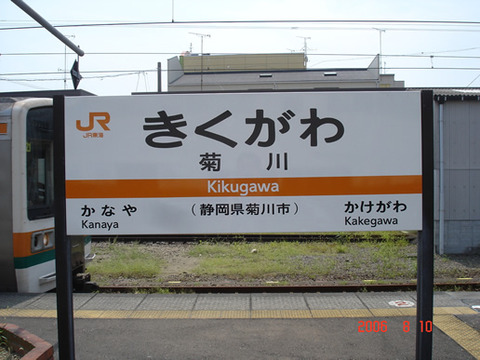 JR
JR東海
きくがわ
菊川
Kikugawa
かなや
Kanaya
(静岡県菊川市)
かけがわ
Kakegawa
2009 8 10